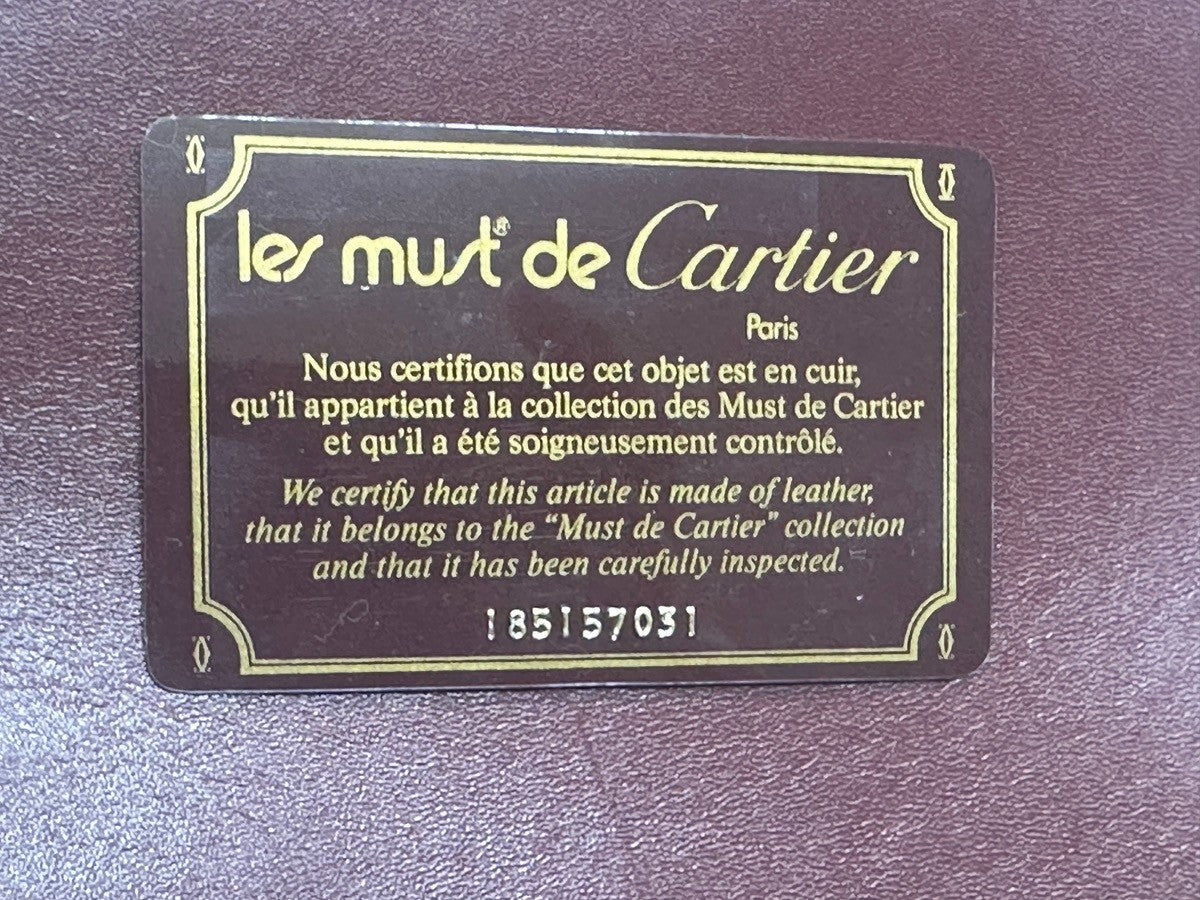 les must® de Cartier
Paris
Nous certifions que cet objet est en cuir,
qu'il appartient à la collection des Must de Cartier
et qu'il a été soigneusement contrôlé.
We certify that this article is made of leather,
that it belongs to the "Must de Cartier" collection
and that it has been carefully inspected.
185157031